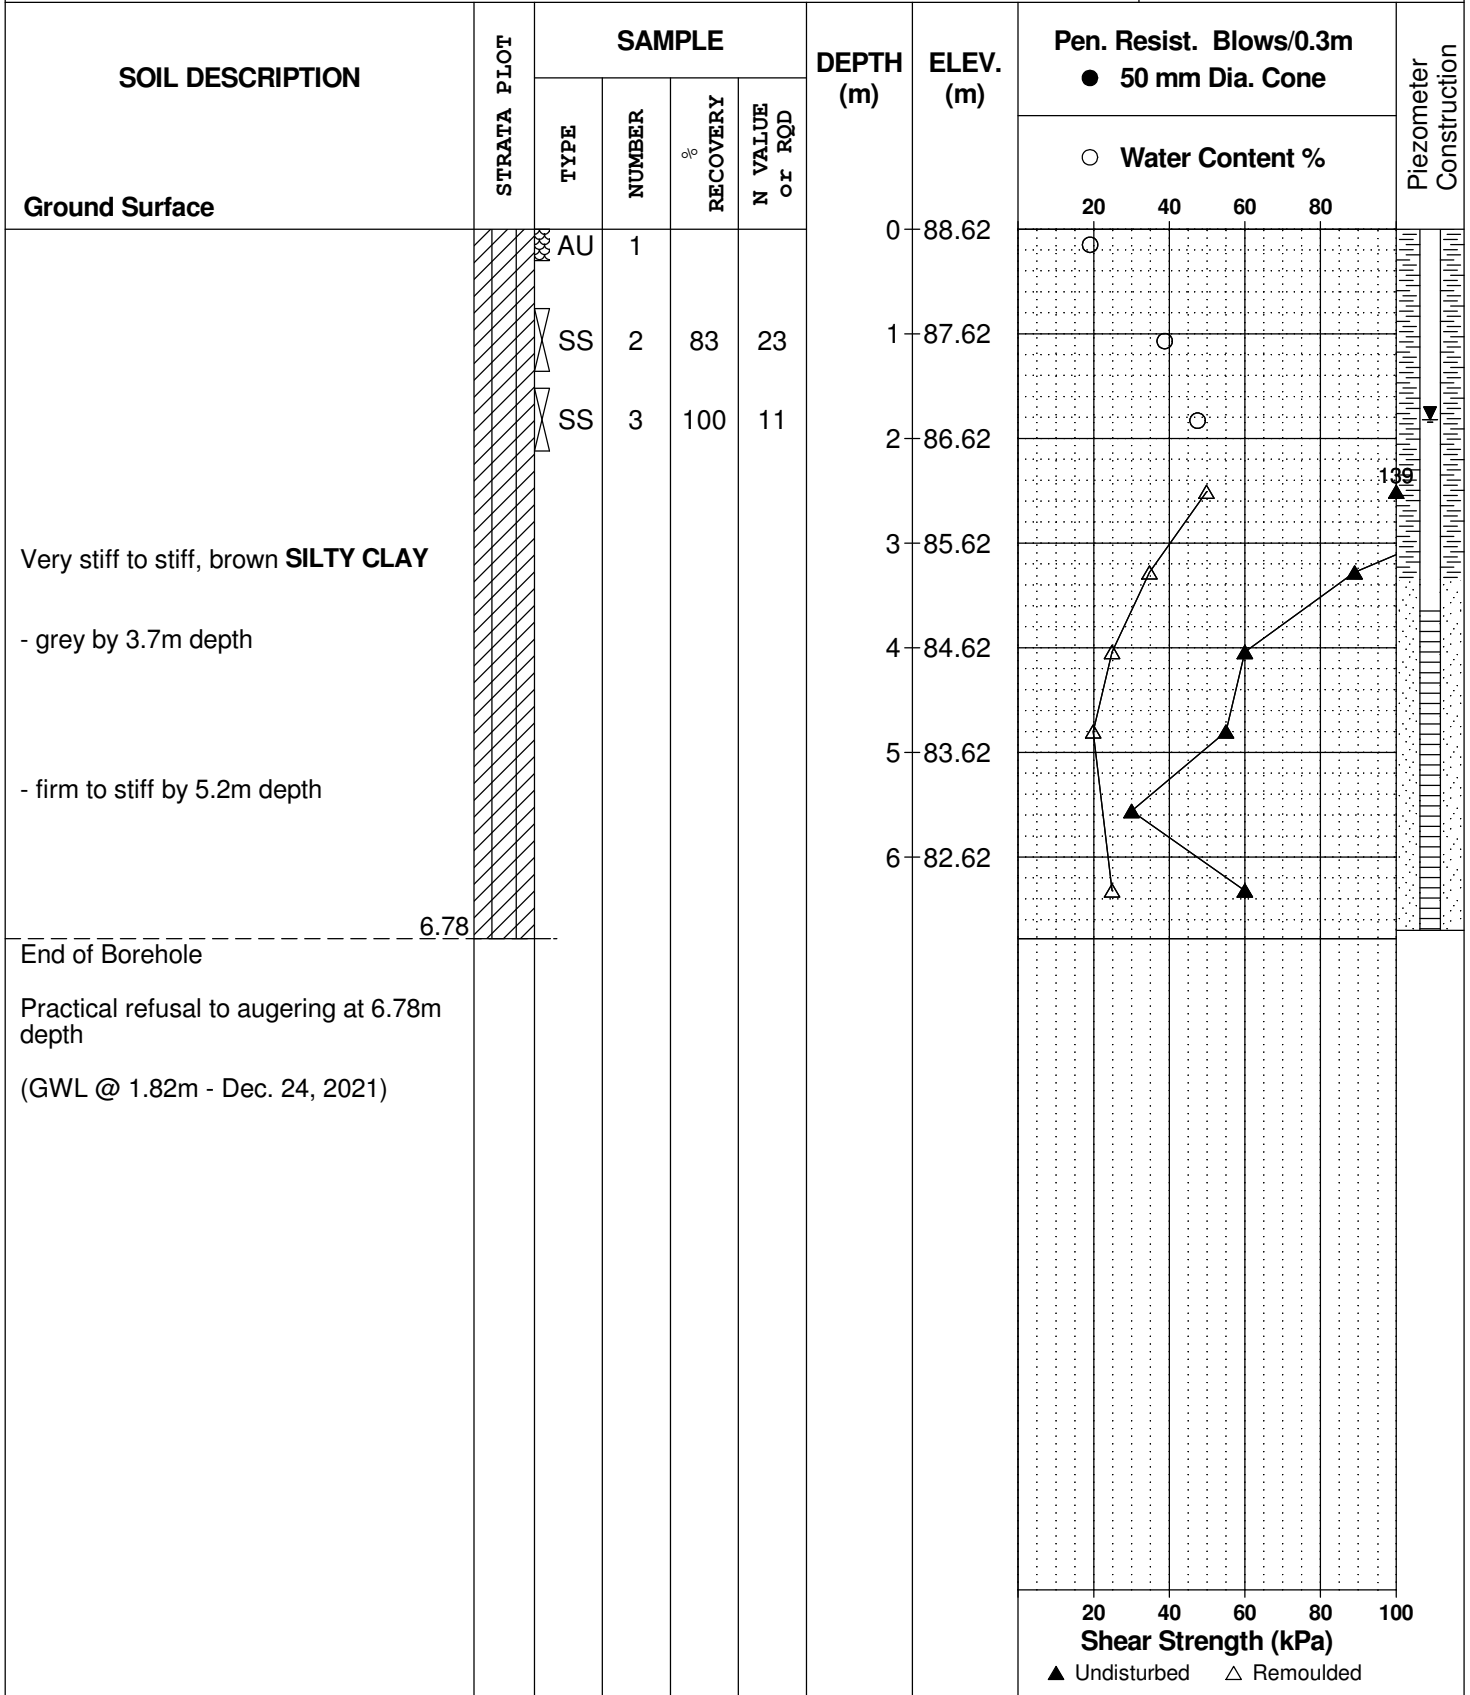 SOIL DESCRIPTION
Ground Surface
STRATA PLOT
SAMPLE
TYPE
NUMBER
%
RECOVERY
N VALUE
or RQD
DEPTH
(m)
ELEV.
(m)
Pen. Resist. Blows/0.3m
● 50 mm Dia. Cone
○ Water Content %
20 40 60 80
Piezometer
Construction
AU 1
0 88.62
SS 2 83 23
1 87.62
SS 3 100 11
2 86.62
139
3 85.62
Very stiff to stiff, brown SILTY CLAY
- grey by 3.7m depth
4 84.62
5 83.62
- firm to stiff by 5.2m depth
6 82.62
6.78
End of Borehole
Practical refusal to augering at 6.78m
depth
(GWL @ 1.82m - Dec. 24, 2021)
20 40 60 80 100
Shear Strength (kPa)
▲ Undisturbed △ Remoulded